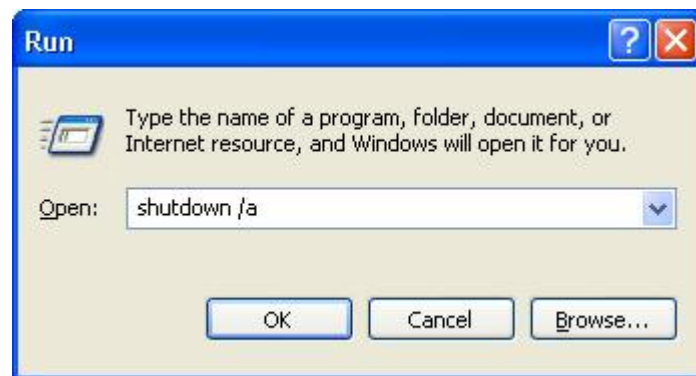 Run
Type the name of a program, folder, document, or
Internet resource, and Windows will open it for you.
Open: shutdown /a
OK Cancel Browse...